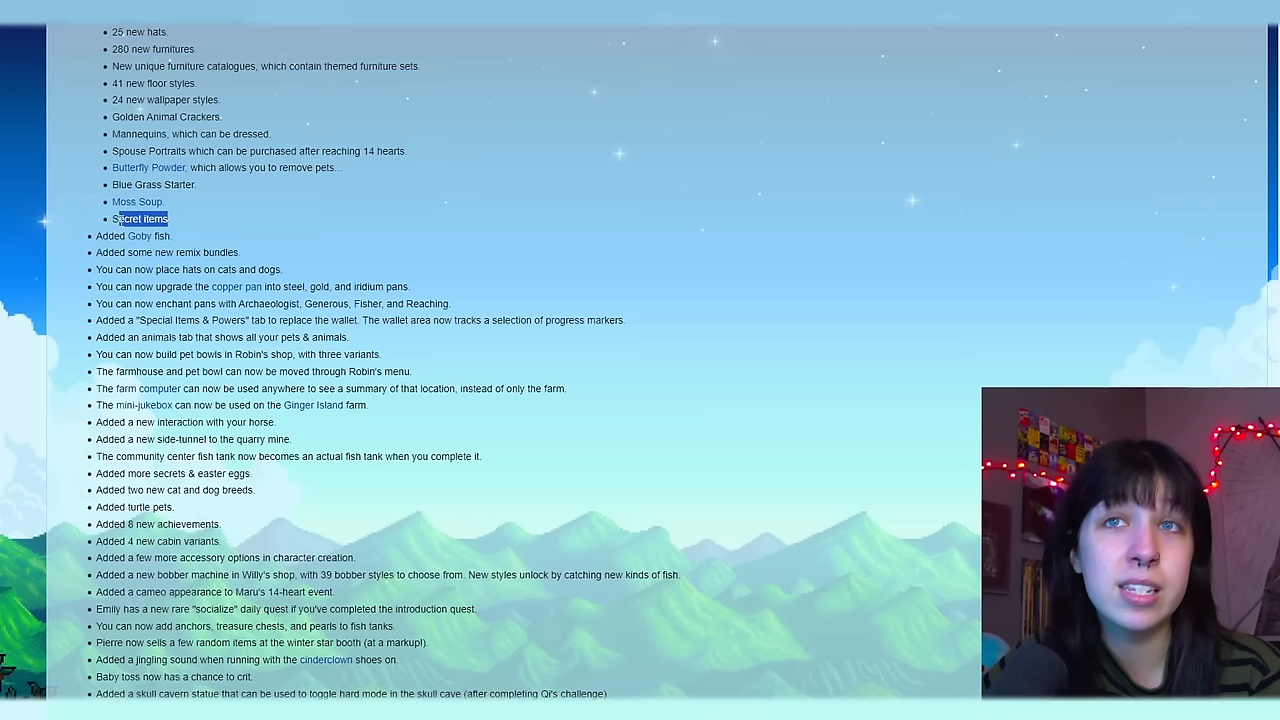 25 new hats.
280 new furnitures.
New unique furniture catalogues, which contain themed furniture sets.
41 new floor styles.
24 new wallpaper styles.
Golden Animal Crackers.
Mannequins, which can be dressed.
Spouse Portraits which can be purchased after reaching 14 hearts.
Butterfly Powder, which allows you to remove pets...
Blue Grass Starter.
Moss Soup.
Secret items
Added Goby fish.
Added some new remix bundles.
You can now place hats on cats and dogs.
You can now upgrade the copper pan into steel, gold, and iridium pans.
You can now enchant pans with Archaeologist, Generous, Fisher, and Reaching.
Added a "Special Items & Powers" tab to replace the wallet. The wallet area now tracks a selection of progress markers.
Added an animals tab that shows all your pets & animals.
You can now build pet bowls in Robin's shop, with three variants.
The farmhouse and pet bowl can now be moved through Robin's menu.
The farm computer can now be used anywhere to see a summary of that location, instead of only the farm.
The mini-jukebox can now be used on the Ginger Island farm.
Added a new interaction with your horse.
Added a new side-tunnel to the quarry mine.
The community center fish tank now becomes an actual fish tank when you complete it.
Added more secrets & easter eggs.
Added two new cat and dog breeds.
Added turtle pets.
Added 8 new achievements.
Added 4 new cabin variants.
Added a few more accessory options in character creation.
Added a new bobber machine in Willy's shop, with 39 bobber styles to choose from. New styles unlock by catching new kinds of fish.
Added a cameo appearance to Maru's 14-heart event.
Emily has a new rare "socialize" daily quest if you've completed the introduction quest.
You can now add anchors, treasure chests, and pearls to fish tanks.
Pierre now sells a few random items at the winter star booth (at a markup!).
Added a jingling sound when running with the cinderclown shoes on.
Baby toss now has a chance to crit.
Added a skull cavern statue that can be used to toggle hard mode in the skull cave (after completing Qi's challenge).